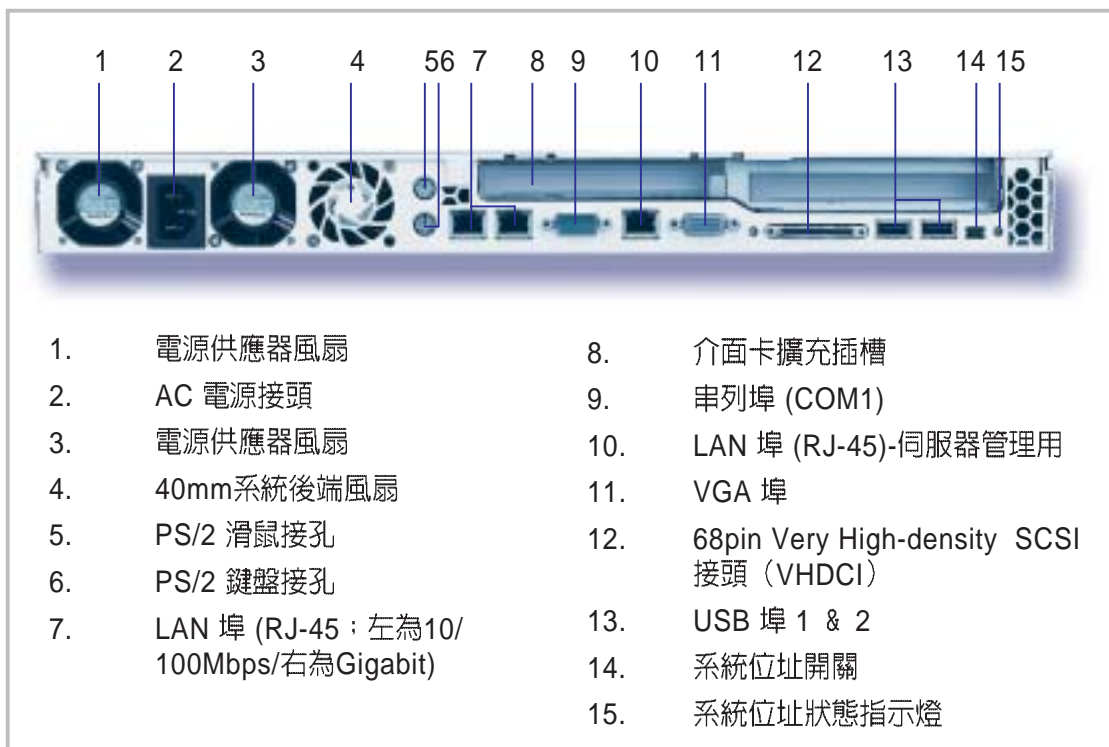 1 2 3 4 56 7 8 9 10 11 12 13 14 15
1. 電源供應器風扇
2. AC 電源接頭
3. 電源供應器風扇
4. 40mm系統後端風扇
5. PS/2 滑鼠接孔
6. PS/2 鍵盤接孔
7. LAN 埠 (RJ-45；左為10/
100Mbps/右為Gigabit)
8. 介面卡擴充插槽
9. 串列埠 (COM1)
10. LAN 埠 (RJ-45)-伺服器管理用
11. VGA 埠
12. 68pin Very High-density SCSI
接頭（VHDCI）
13. USB 埠 1 & 2
14. 系統位址開關
15. 系統位址狀態指示燈